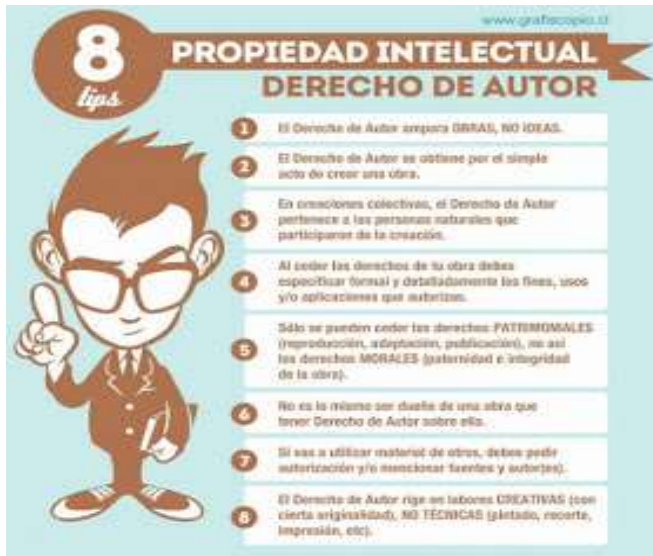 www.grafiscopio.cl
8
tips
PROPIEDAD INTELECTUAL
DERECHO DE AUTOR
1 El Derecho de Autor ampara OBRAS, NO IDEAS.
2 El Derecho de Autor se obtiene por el simple
acto de crear una obra.
3 En creaciones colectivas, el Derecho de Autor
pertenece a las personas naturales que
participaron de la creación.
4 Al ceder los derechos de tu obra debes
especificar formal y detalladamente los fines, usos
y/o aplicaciones que autorizas.
5 Sólo se pueden ceder los derechos PATRIMONIALES
(reproducción, adaptación, publicación), no así
los derechos MORALES (paternidad e integridad
de la obra).
6 No es lo mismo ser dueño de una obra que
tener Derecho de Autor sobre ella.
7 Si vas a utilizar material de otros, debes pedir
autorización y/o mencionar fuentes y autor(es).
8 El Derecho de Autor rige en labores CREATIVAS (con
cierta originalidad), NO TÉCNICAS (pintado, recorte,
impresión, etc).